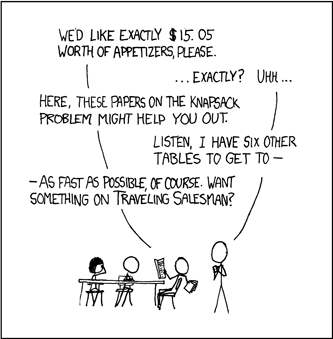 WE'D LIKE EXACTLY $15.05
WORTH OF APPETIZERS, PLEASE.
...EXACTLY? UHH...
HERE, THESE PAPERS ON THE KNAPSACK
PROBLEM MIGHT HELP YOU OUT.
LISTEN, I HAVE SIX OTHER
TABLES TO GET TO —
—AS FAST AS POSSIBLE, OF COURSE. WANT
SOMETHING ON TRAVELING SALESMAN?